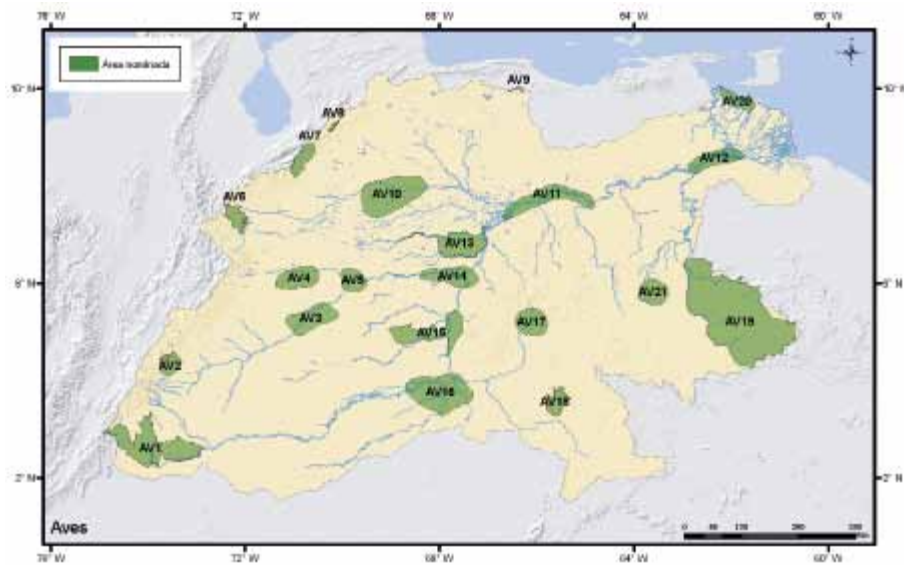 76° W 72° W 68° W 64° W 60° W
Área nominada
10° N 10° N
AV9
AV8
AV20
AV7
AV12
AV10
AV11
AV6
AV13
AV4 AV5 AV14
6° N 6° N
AV21
AV3
AV15 AV17 AV19
AV2
AV16
AV18
AV1
2° N 2° N
Aves
0
76° W 72° W 68° W 64° W 60° W